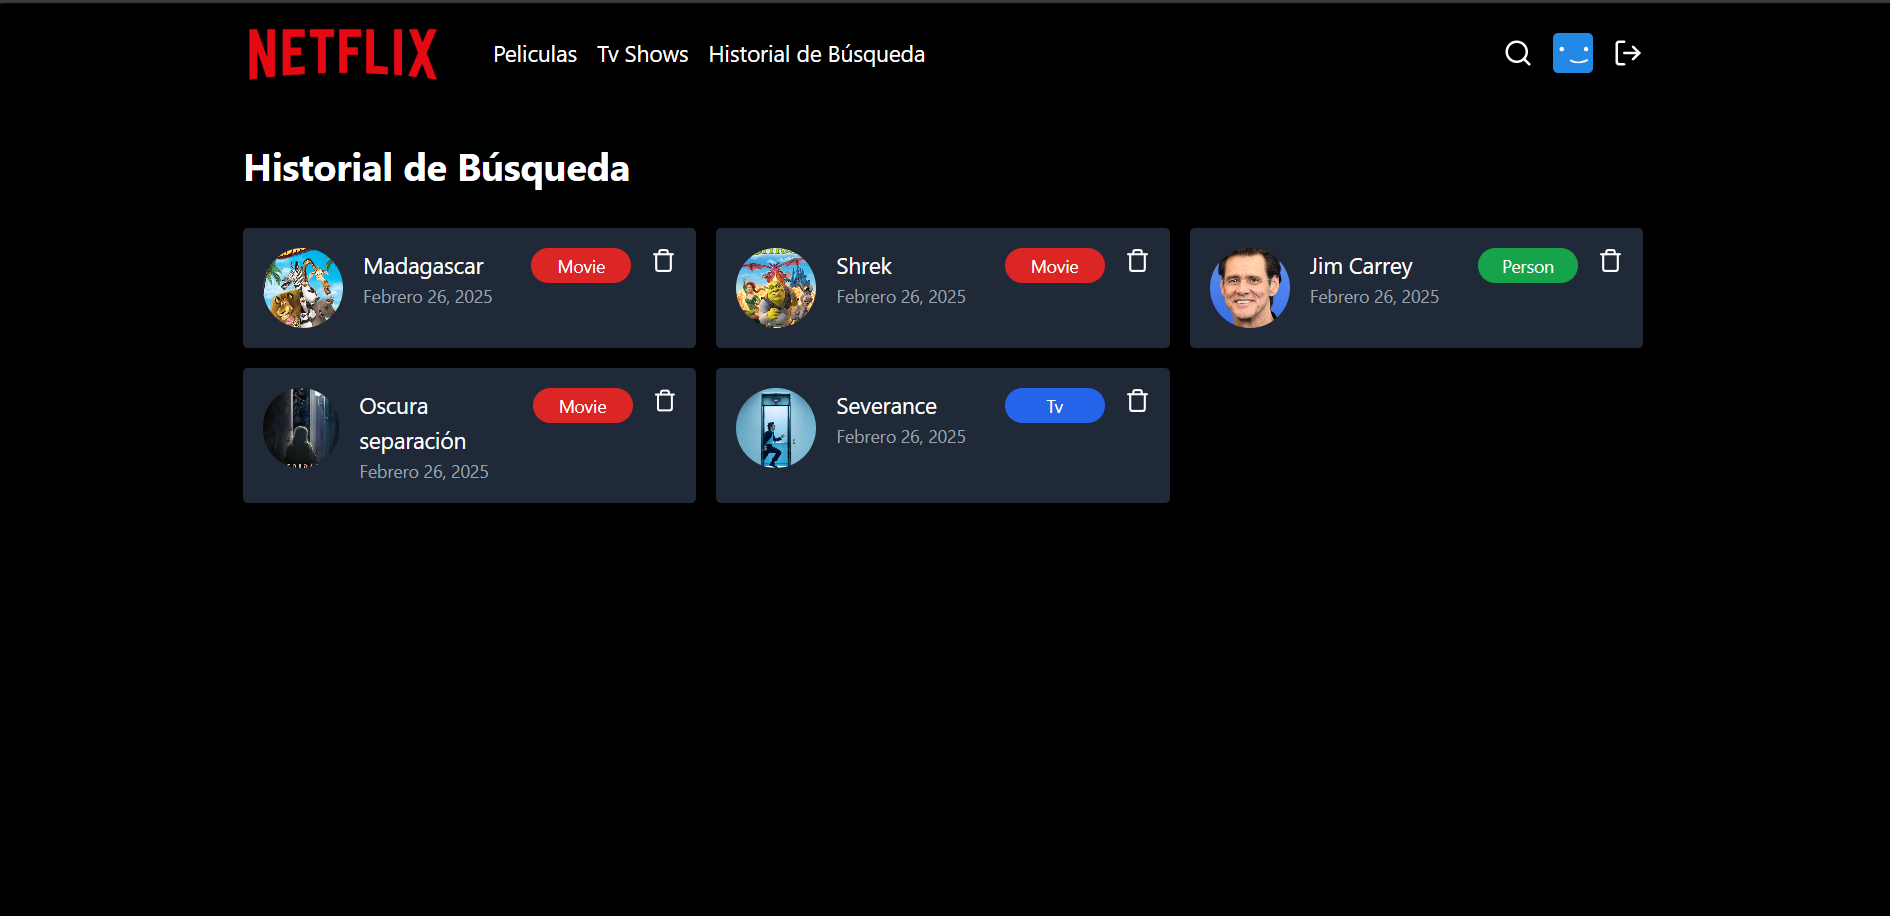 NETFLIX
Peliculas
Tv Shows
Historial de Búsqueda
Historial de Búsqueda
Madagascar
Movie
Febrero 26, 2025
Shrek
Movie
Febrero 26, 2025
Jim Carrey
Person
Febrero 26, 2025
Oscura
separación
Movie
Febrero 26, 2025
Severance
Tv
Febrero 26, 2025